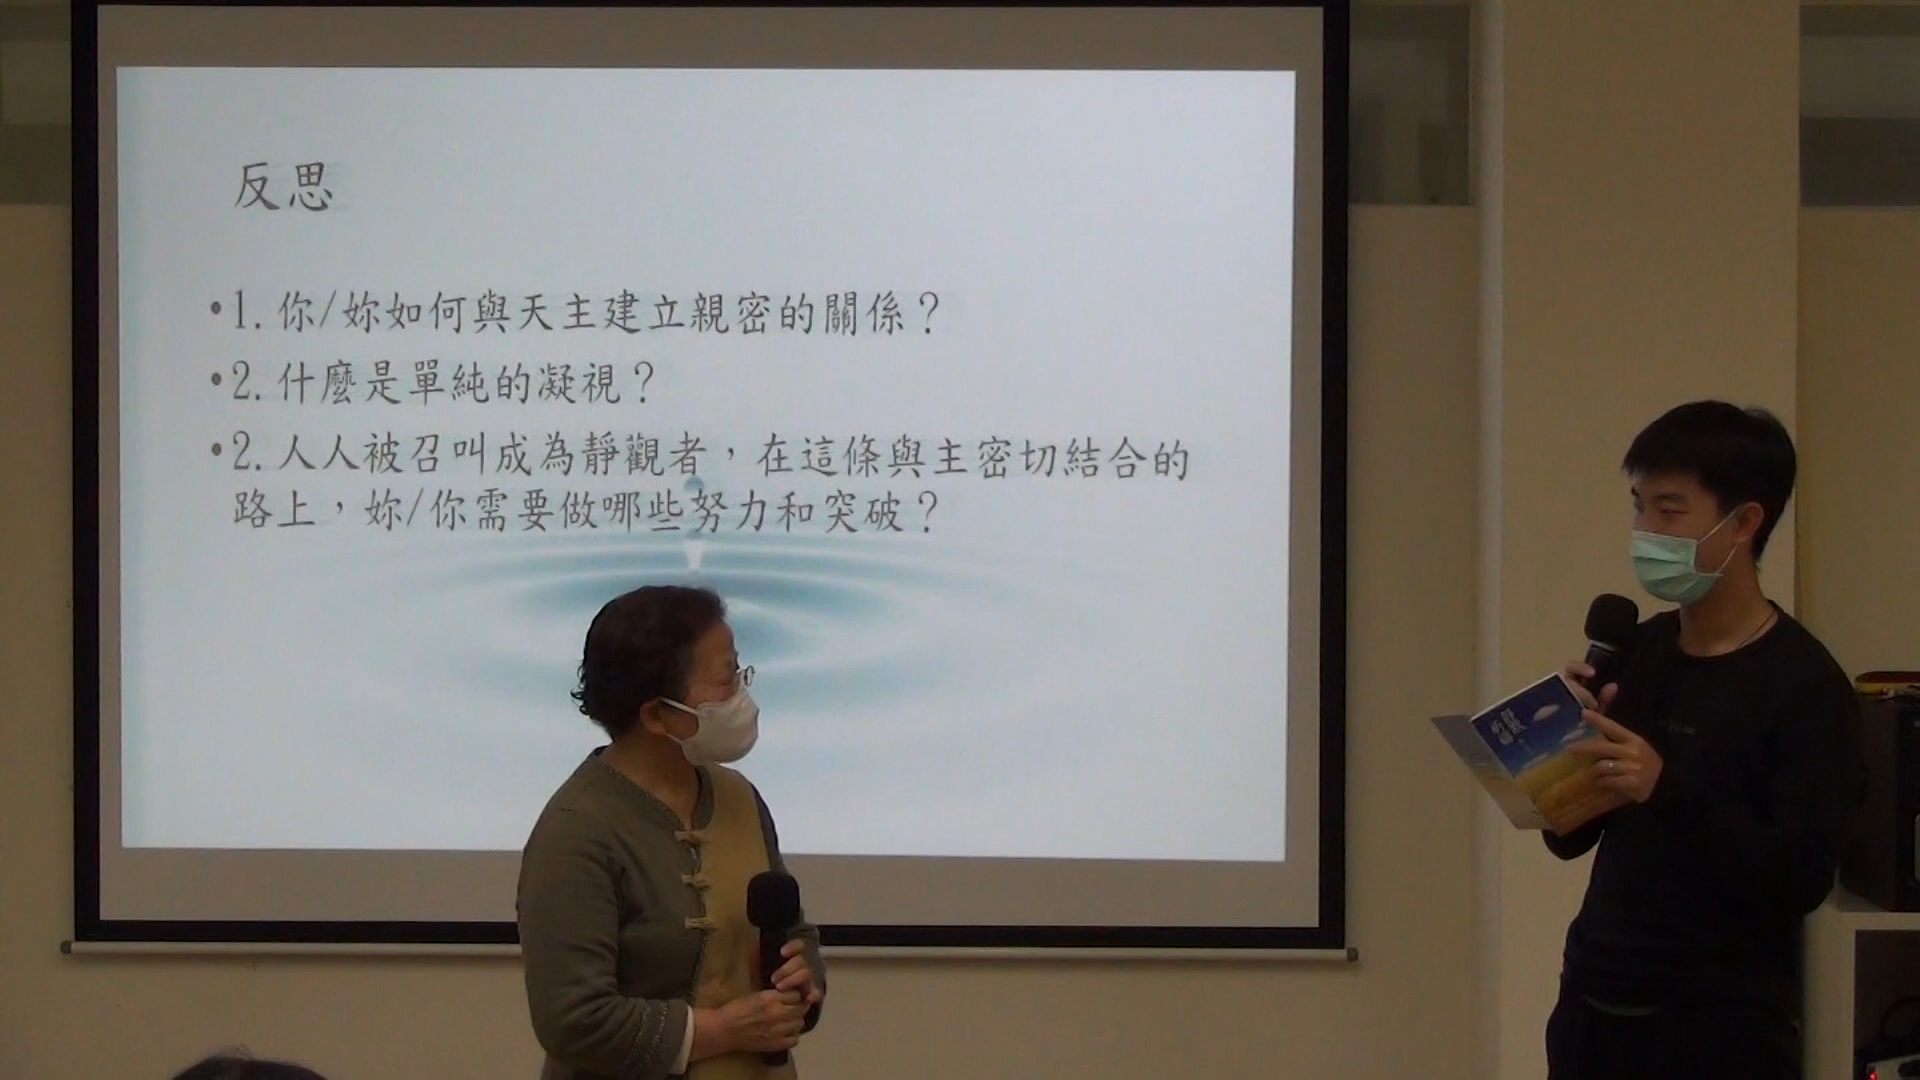 反思
•1. 你/妳如何與天主建立親密的關係？
•2. 什麼是單純的凝視？
•2. 人人被召叫成為靜觀者，在這條與主密切結合的
路上，妳/你需要做哪些努力和突破？